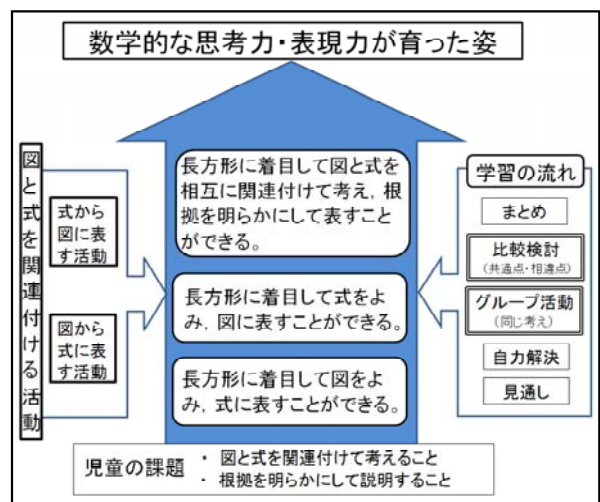 数学的な思考力・表現力が育った姿
図と式を関連付ける活動
式から
図に表
す活動
図から
式に表
す活動
長方形に着目して図と式を
相互に関連付けて考え，根
拠を明らかにして表すこと
ができる。
長方形に着目して式をよ
み，図に表すことができる。
長方形に着目して図をよ
み，式に表すことができる。
学習の流れ
まとめ
比較検討
（共通点・相違点）
グループ活動
（同じ考え）
自力解決
見通し
児童の課題
・ 図と式を関連付けて考えること
・ 根拠を明らかにして説明すること